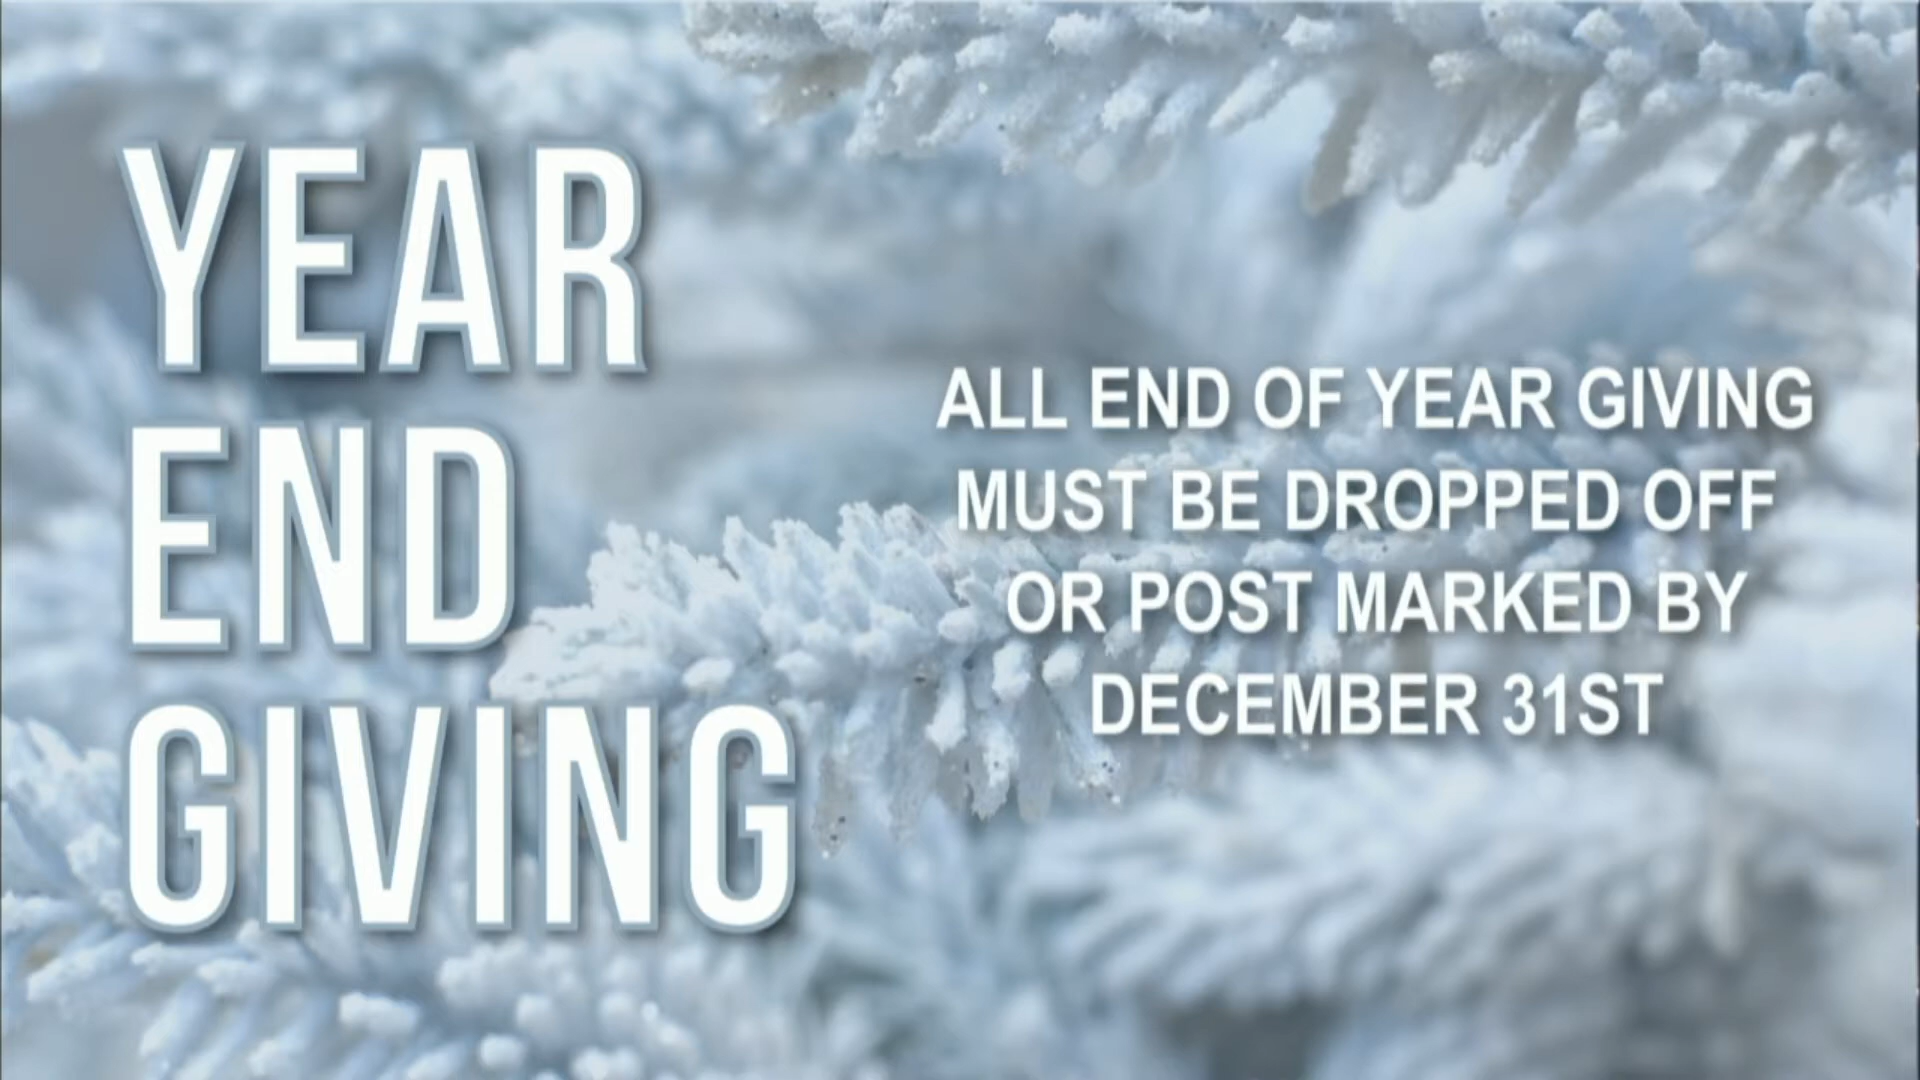 YEAR
END
GIVING
ALL END OF YEAR GIVING
MUST BE DROPPED OFF
OR POST MARKED BY
DECEMBER 31ST